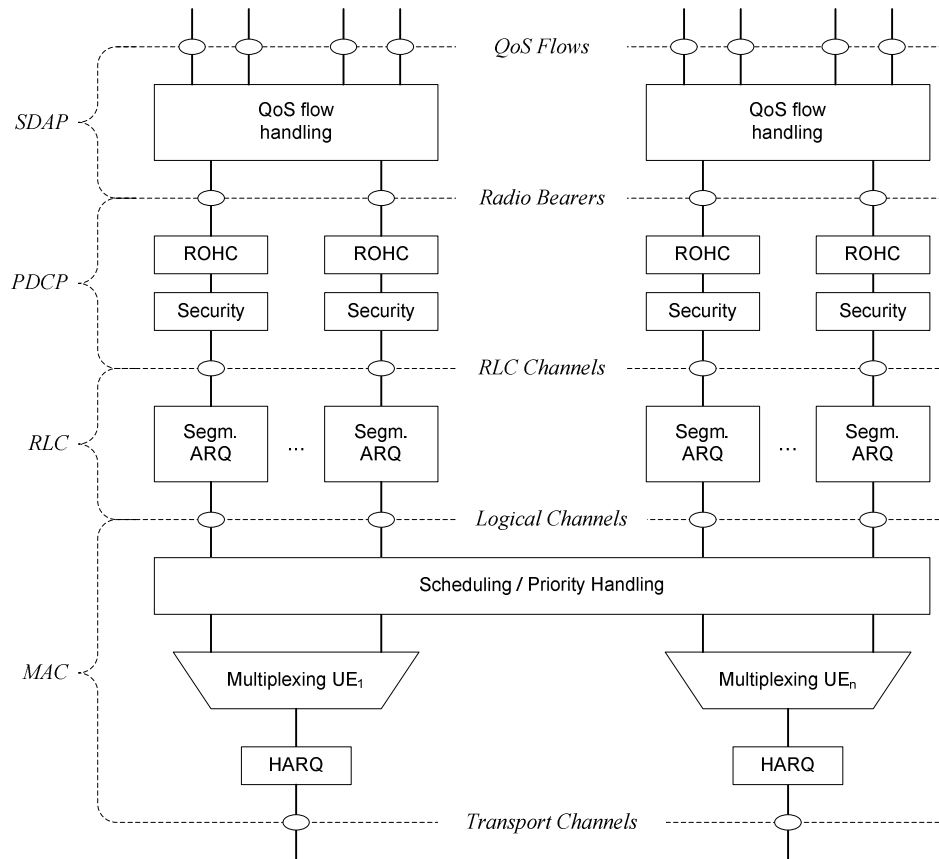 QoS Flows
SDAP
QoS flow
handling
QoS flow
handling
Radio Bearers
PDCP
ROHC
ROHC
ROHC
ROHC
Security
Security
Security
Security
RLC Channels
RLC
Segm.
ARQ
...
Segm.
ARQ
Segm.
ARQ
...
Segm.
ARQ
Logical Channels
Scheduling / Priority Handling
MAC
Multiplexing UE₁
Multiplexing UEₙ
HARQ
HARQ
Transport Channels